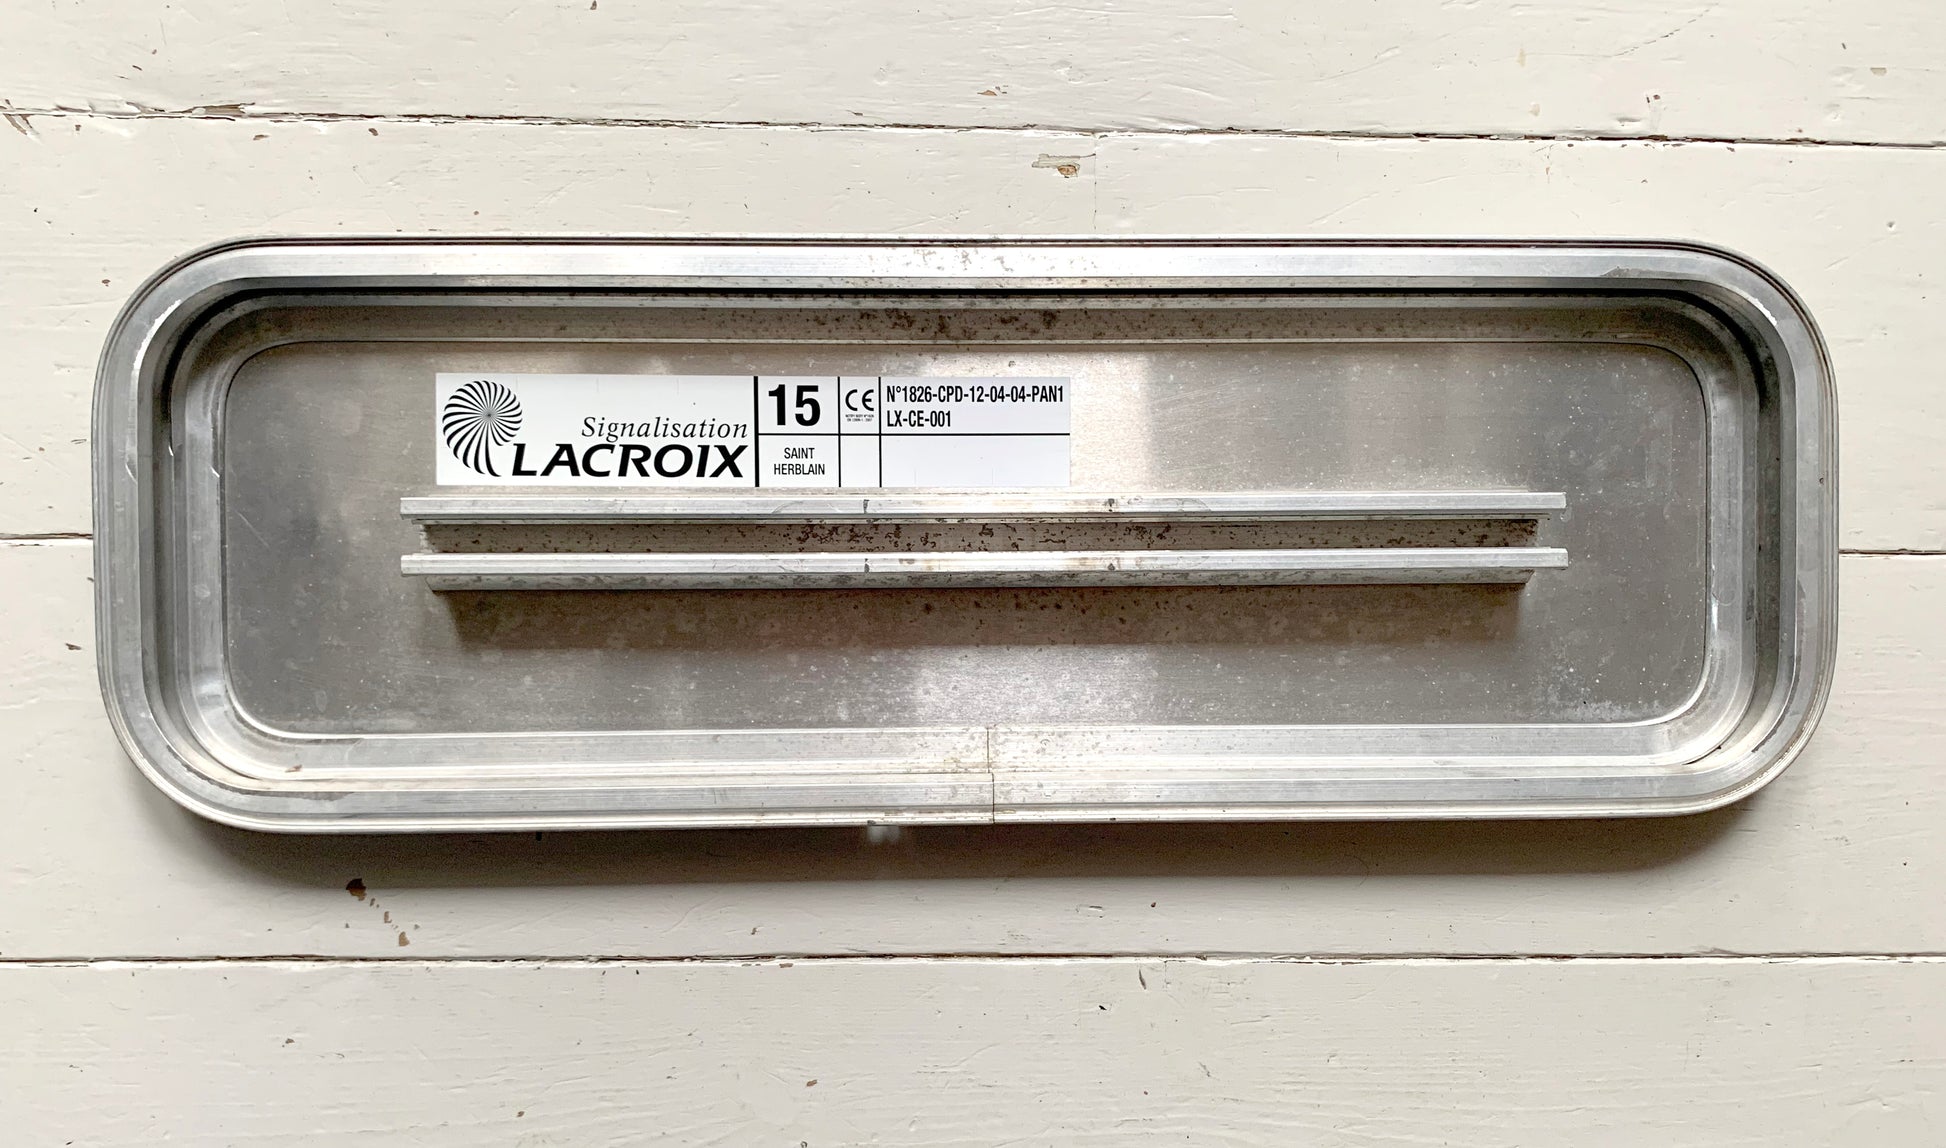 Signalisation
LACROIX
15
SAINT
HERBLAIN
CE
N°1826-CPD-12-04-04-PAN1
LX-CE-001